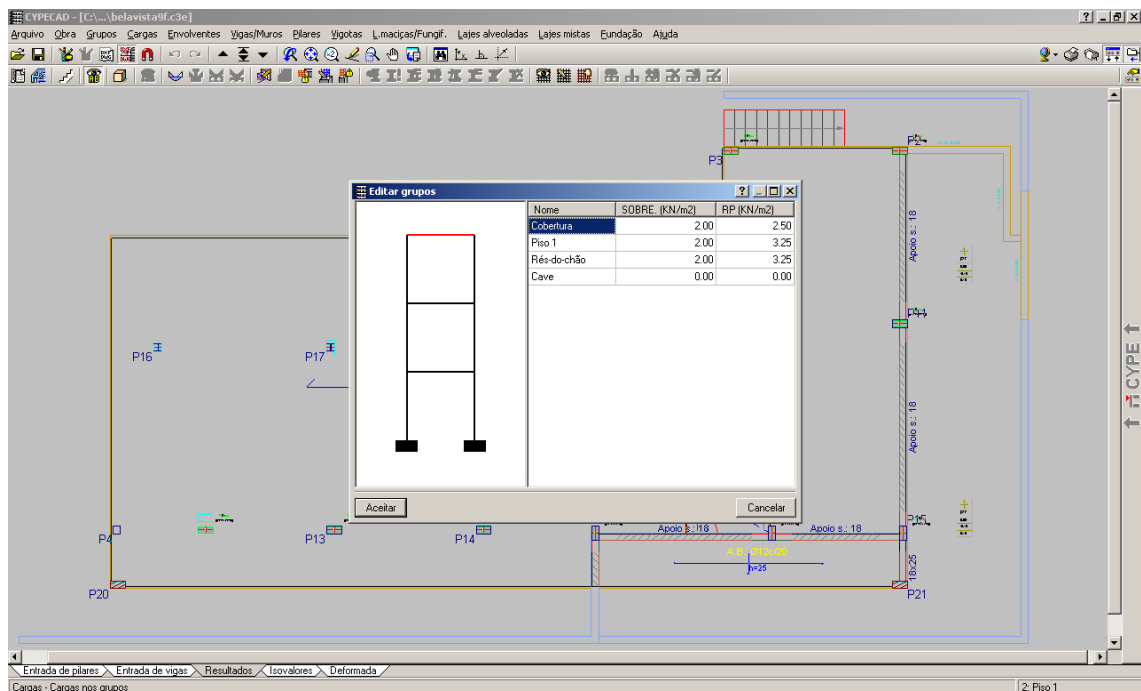 CYPECAD - [C:\...\belavista9f.c3e]
Arquivo Obra Grupos Cargas Envolventes Vigas/Muros Pilares Vigotas L.maciças/Fungif. Lajes alveoladas Lajes mistas Fundação Ajuda
P2
P3
Editar grupos
Nome SOBRE. (KN/m2) RP (KN/m2)
Cobertura 2.00 2.50
Piso 1 2.00 3.25
Rés-do-chão 2.00 3.25
Cave 0.00 0.00
Apoio s.: 18
P16
P17
CYPE
Apoio s.: 18
Aceitar Cancelar
P4
P13
P14
Apoio s.: 18
Apoio s.: 18
P15
A.B.: Ø12c/20
h=25
18x25
P20
P21
Entrada de pilares Entrada de vigas Resultados Isovalores Deformada
Cargas - Cargas nos grupos 2: Piso 1